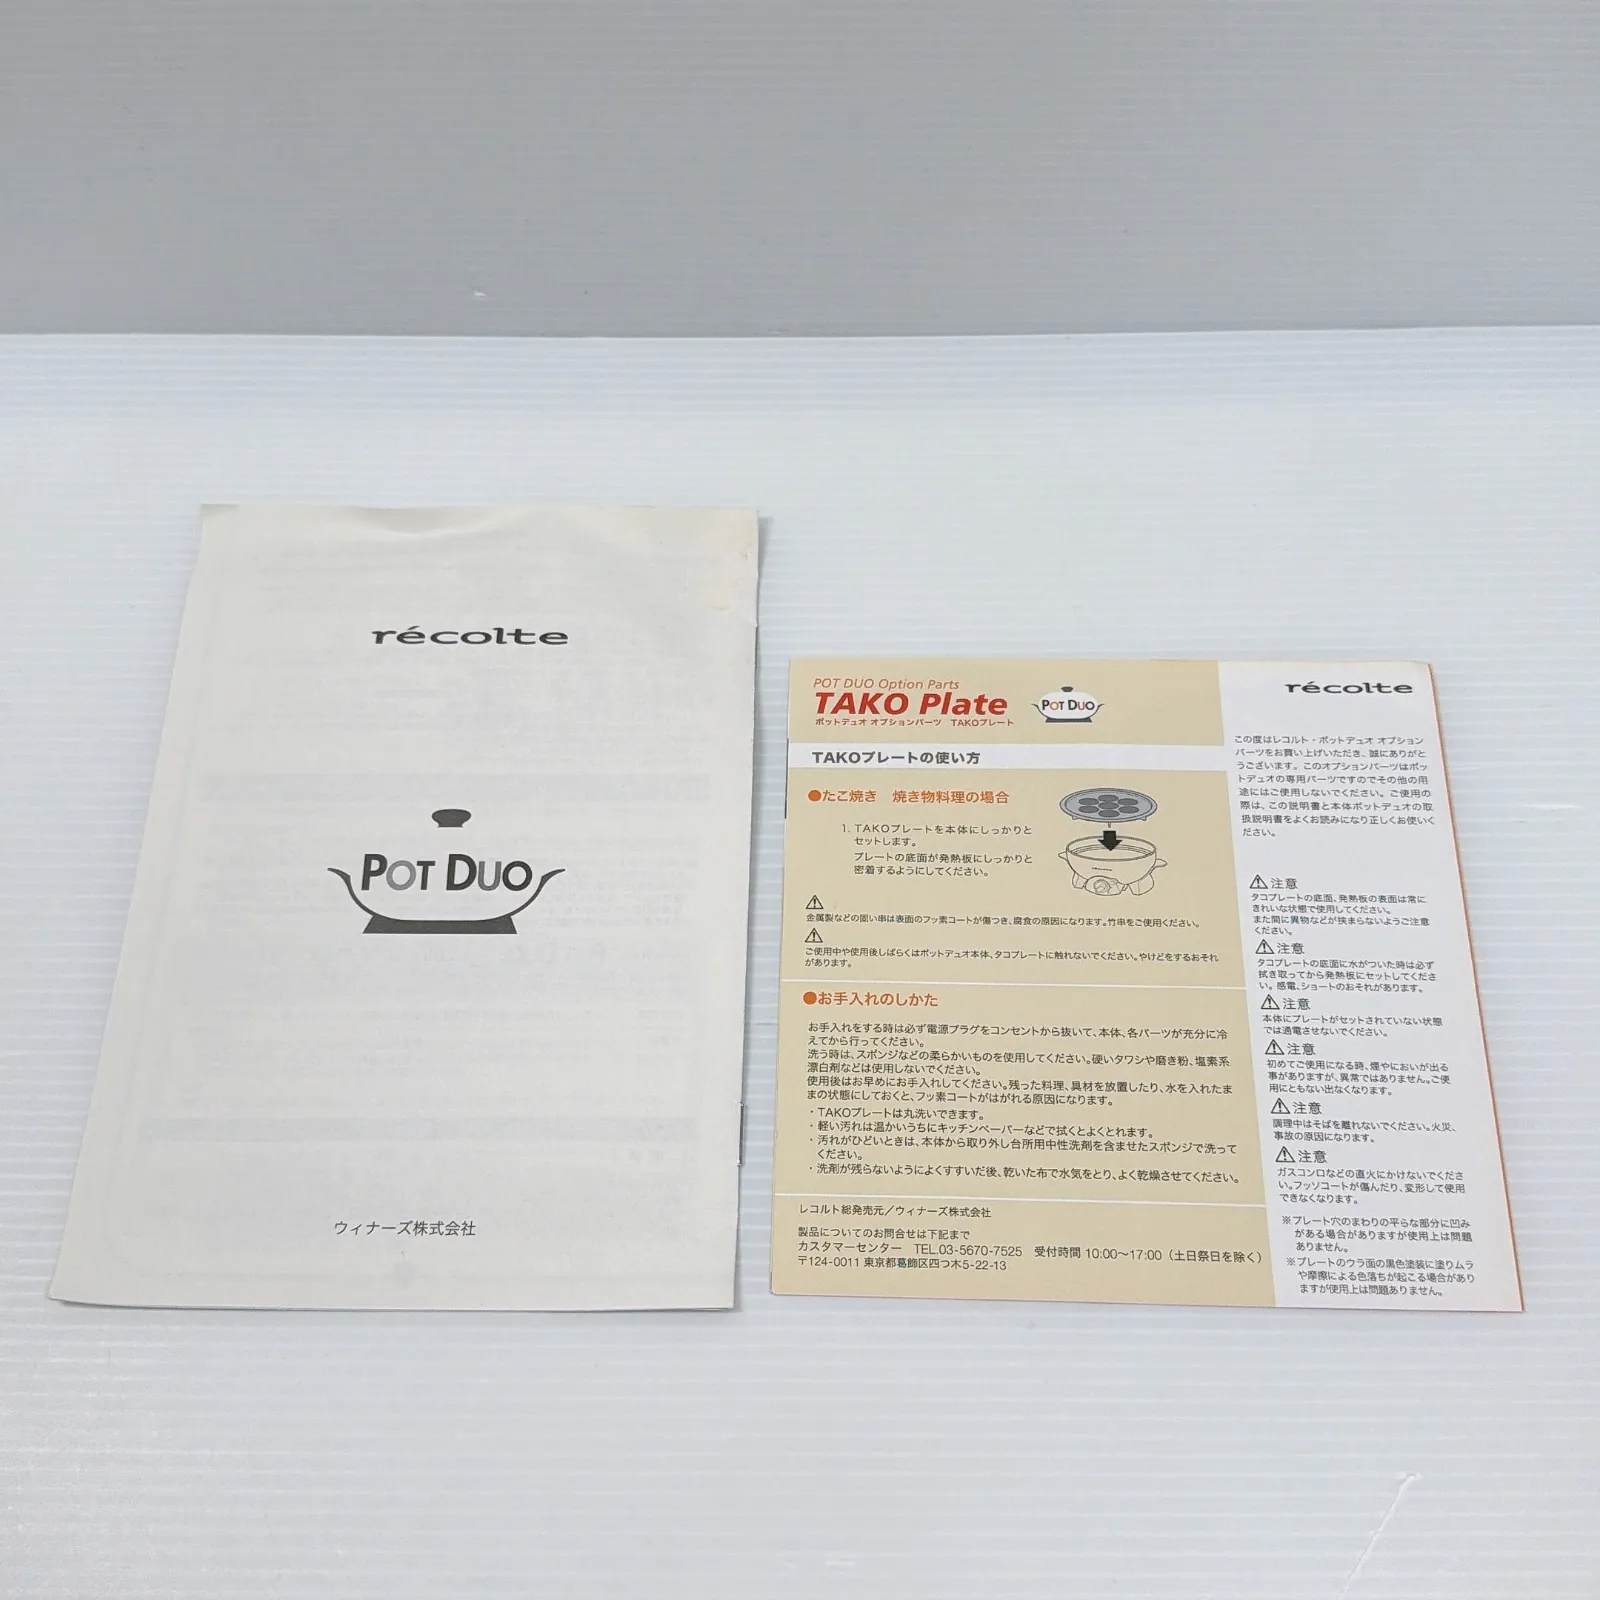 récolte
POT DUO
ウィナーズ株式会社
POT DUO Option Parts
TAKO Plate
ポットデュオ オプションパーツ TAKOプレート
POT DUO
TAKOプレートの使い方
●たこ焼き 焼き物料理の場合
1. TAKOプレートを本体にしっかりと
セットします。
プレートの底面が発熱板にしっかりと
密着するようにしてください。
金属製などの固い串は表面のフッ素コートが傷つき、腐食の原因になります。竹串をご使用ください。
ご使用中や使用後しばらくはポットデュオ本体、タコプレートに触れないでください。やけどをするおそれ
があります。
●お手入れのしかた
お手入れをする時は必ず電源プラグをコンセントから抜いて、本体、各パーツが充分に冷
えてから行ってください。
洗う時は、スポンジなどの柔らかいものを使用してください。硬いタワシや磨き粉、塩素系
漂白剤などは使用しないでください。
使用後はお早めにお手入れしてください。残った料理、具材を放置したり、水を入れたま
まの状態にしておくと、フッ素コートがはがれる原因になります。
・TAKOプレートは丸洗いできます。
・軽い汚れは温かいうちにキッチンペーパーなどで拭くとよくとれます。
・汚れがひどいときは、本体から取り外し台所用中性洗剤を含ませたスポンジで洗って
ください。
・洗剤が残らないようによくすすいだ後、乾いた布で水気をとり、よく乾燥させてください。
レコルト総発売元／ウィナーズ株式会社
製品についてのお問合せは下記まで
カスタマーセンター TEL.03-5670-7525 受付時間 10:00～17:00（土日祭日を除く）
〒124-0011 東京都葛飾区四つ木5-22-13
récolte
この度はレコルト・ポットデュオ オプション
パーツをお買い上げいただき、誠にありがと
うございます。このオプションパーツはポッ
トデュオの専用パーツですのでその他の用
途にはご使用しないでください。ご使用の
際は、この説明書と本体ポットデュオの取
扱説明書をよくお読みになり正しくお使いく
ださい。
⚠注意
タコプレートの底面、発熱板の表面は常に
きれいな状態で使用してください。
また間に異物などが挟まらないようご注意
ください。
⚠注意
タコプレートの底面に水がついた時は必ず
拭き取ってから発熱板にセットしてくださ
い。感電、ショートのおそれがあります。
⚠注意
本体にプレートがセットされていない状態
では通電させないでください。
⚠注意
初めてご使用になる時、煙やにおいが出る
事がありますが、異常ではありません。ご使
用にともない出なくなります。
⚠注意
調理中はそばを離れないでください。火災、
事故の原因になります。
⚠注意
ガスコンロなどの直火にかけないでくださ
い。フッソコートが傷んだり、変形して使用
できなくなります。
※プレート穴のまわりの平らな部分に凹み
がある場合がありますが使用上は問題
ありません。
※プレートのウラ面の黒色塗装に塗りムラ
や摩擦による色落ちが起こる場合があり
ますが使用上は問題ありません。